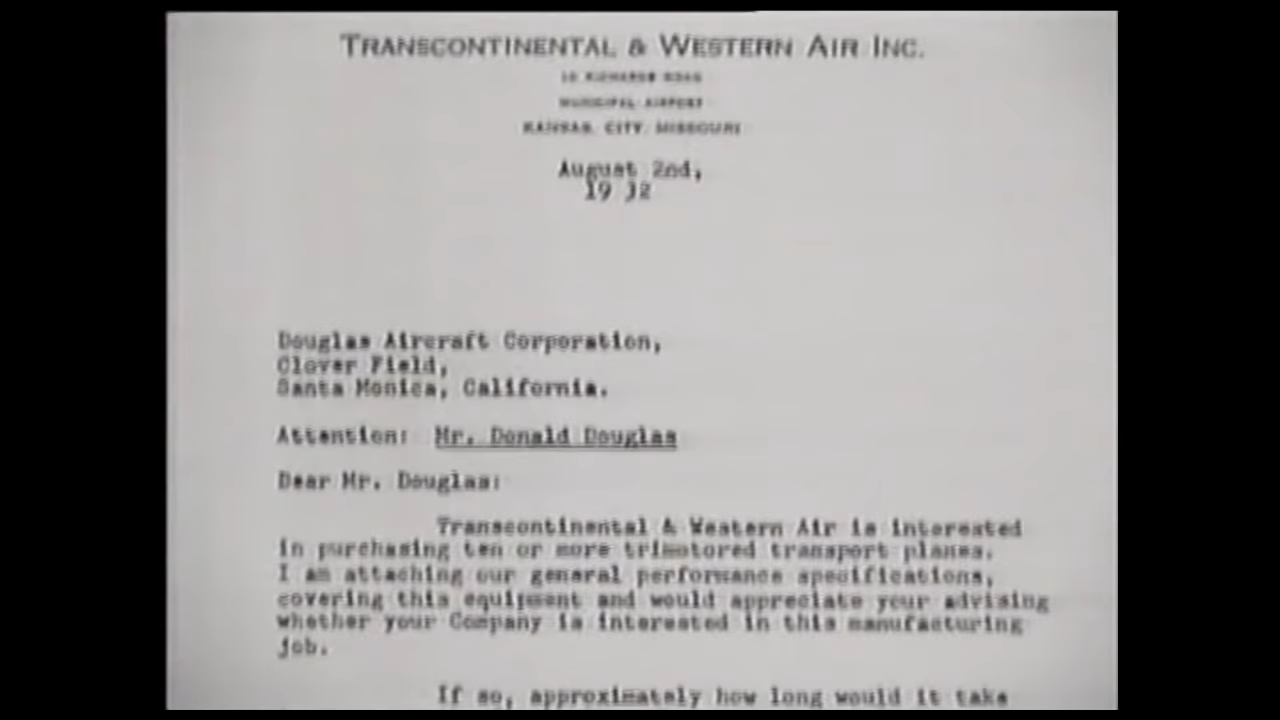 TRANSCONTINENTAL & WESTERN AIR INC.
10 RICHARDS ROAD
MUNICIPAL AIRPORT
KANSAS CITY, MISSOURI
August 2nd,
19 32
Douglas Aircraft Corporation,
Clover Field,
Santa Monica, California.
Attention: Mr. Donald Douglas
Dear Mr. Douglas:
Transcontinental & Western Air is interested
in purchasing ten or more trimotored transport planes.
I am attaching our general performance specifications,
covering this equipment and would appreciate your advising
whether your Company is interested in this manufacturing
job.
If so, approximately how long would it take